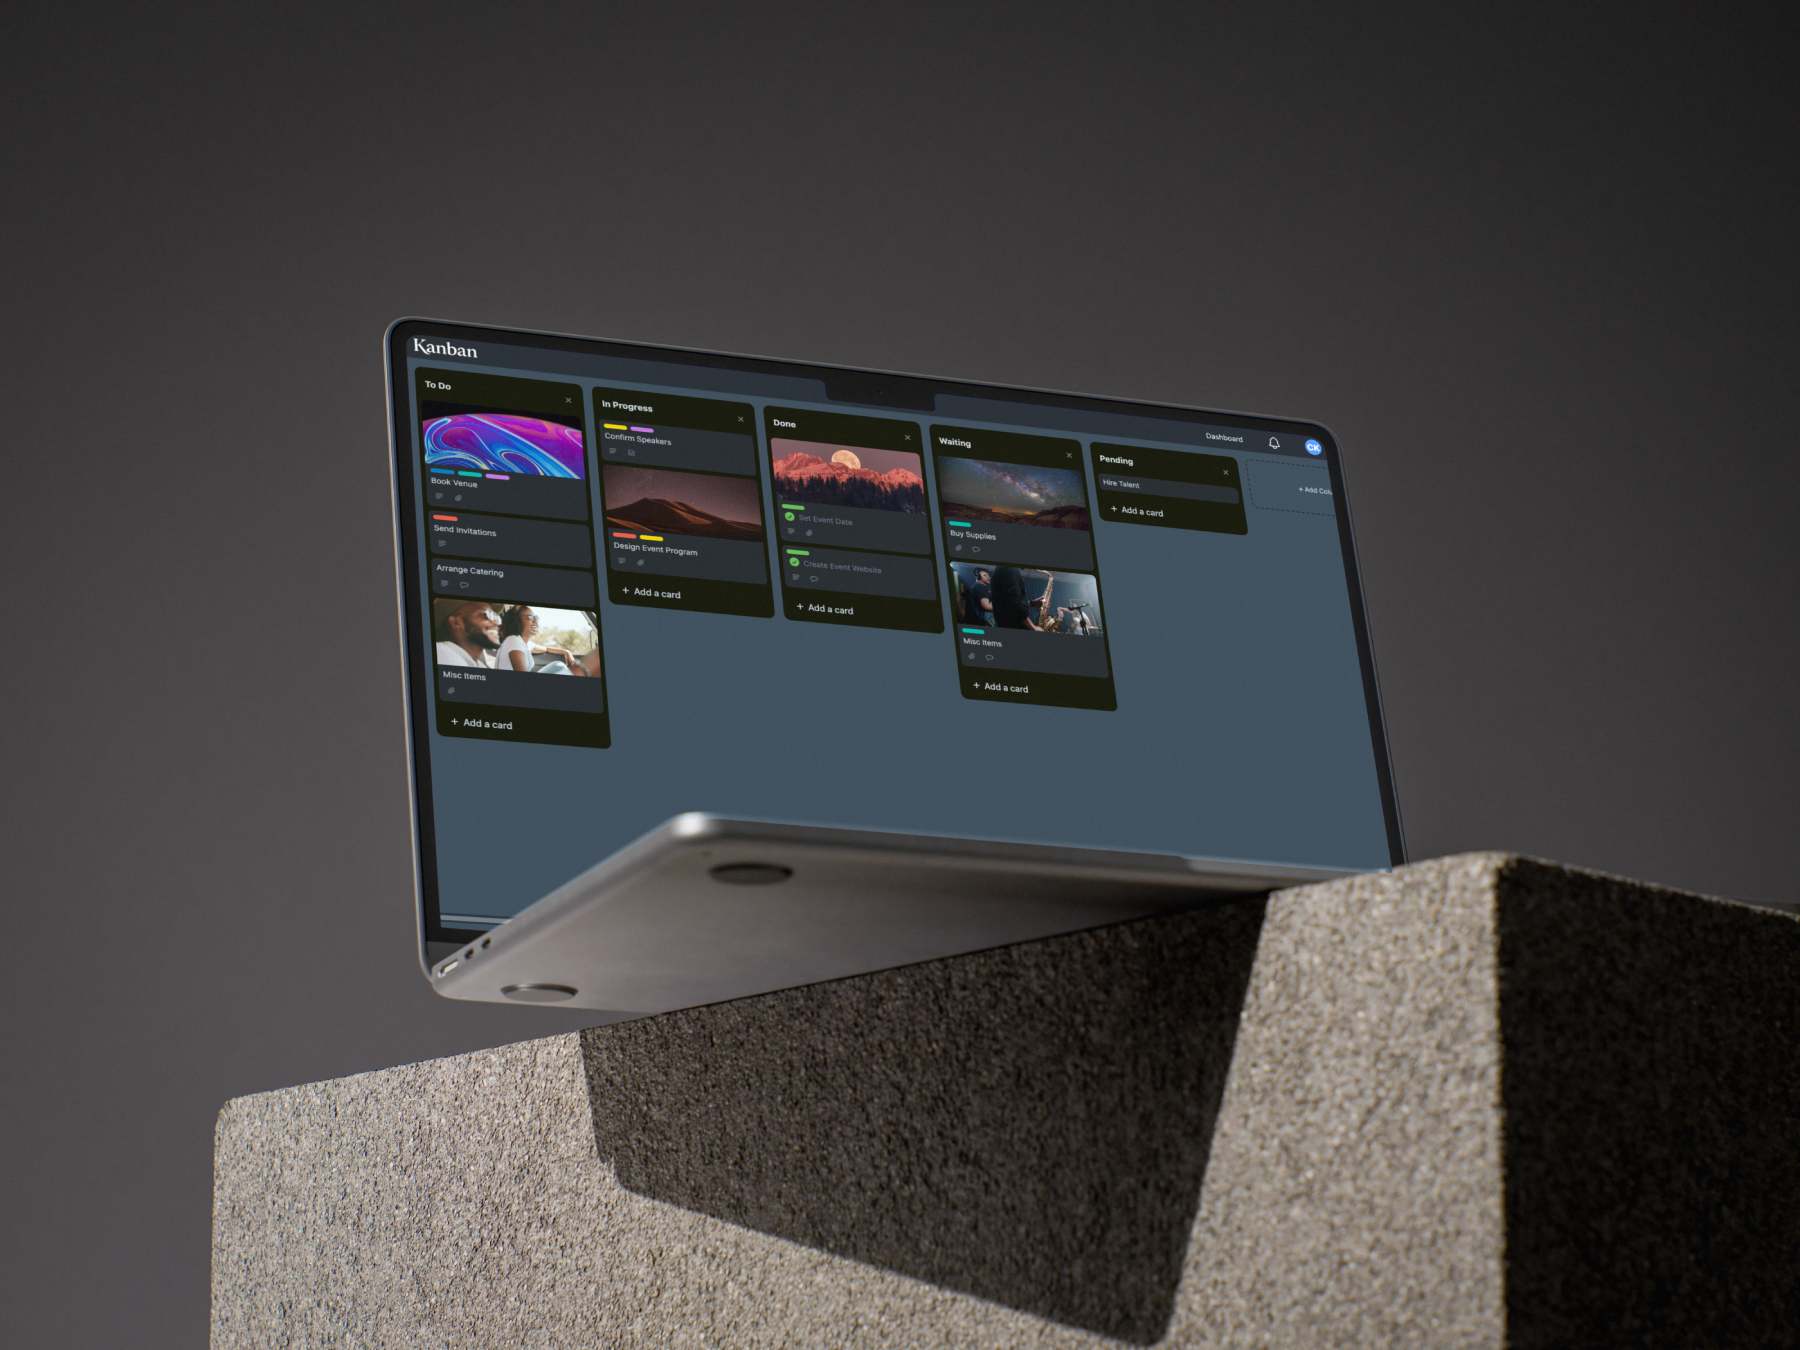 Kanban
Dashboard
CK
To Do
Book Venue
Send Invitations
Arrange Catering
Misc Items
+ Add a card
In Progress
Confirm Speakers
Design Event Program
+ Add a card
Done
Set Event Date
Create Event Website
+ Add a card
Waiting
Buy Supplies
Misc Items
+ Add a card
Pending
Hire Talent
+ Add a card
+ Add Colu